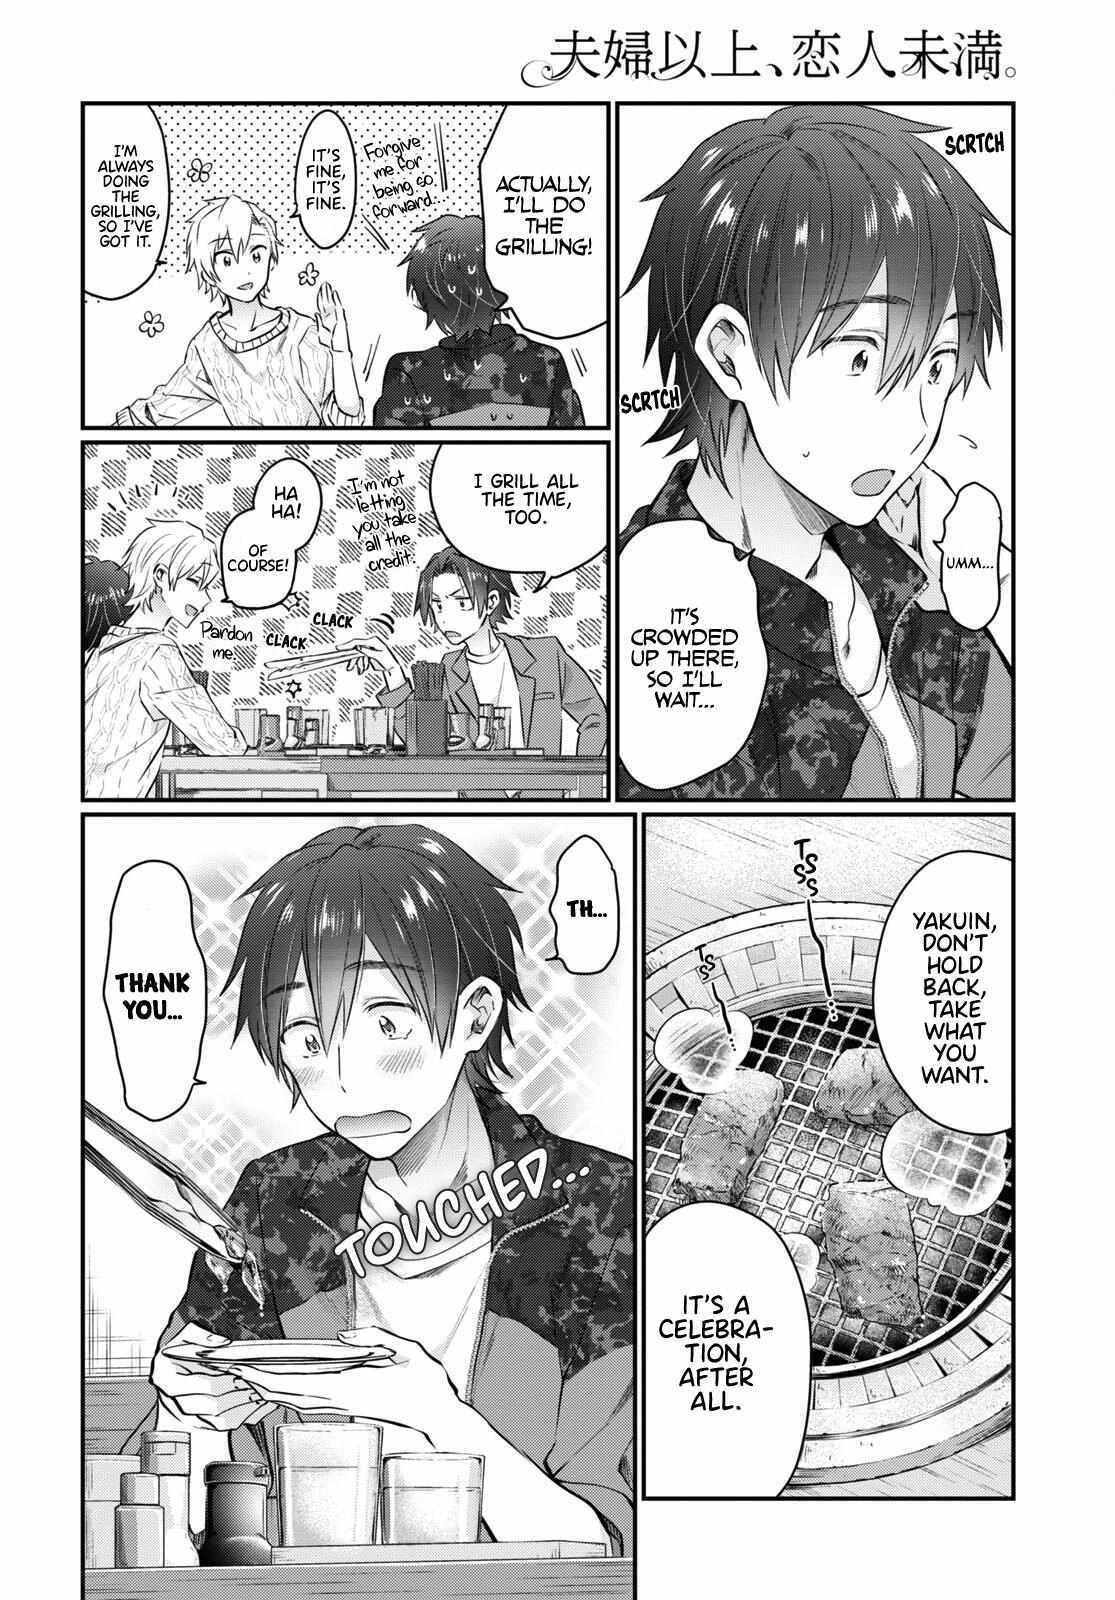 夫婦以上、恋人未満。
SCRTCH
SCRTCH
UMM...
IT'S
CROWDED
UP THERE,
SO I'LL
WAIT...
ACTUALLY,
I'LL DO
THE
GRILLING!
Forgive
me for
being so
forward...
IT'S
FINE,
IT'S
FINE.
I'M
ALWAYS
DOING
THE
GRILLING,
SO I'VE
GOT IT.
I GRILL ALL
THE TIME,
TOO.
I'm not
letting
you take
all the
credit.
HA
HA!
OF
COURSE!
CLACK
CLACK
Pardon
me.
YAKUIN,
DON'T
HOLD
BACK,
TAKE
WHAT
YOU
WANT.
TSSSS
TSS
IT'S A
CELEBRA-
TION,
AFTER
ALL.
TH...
THANK
YOU...
TOUCHED...